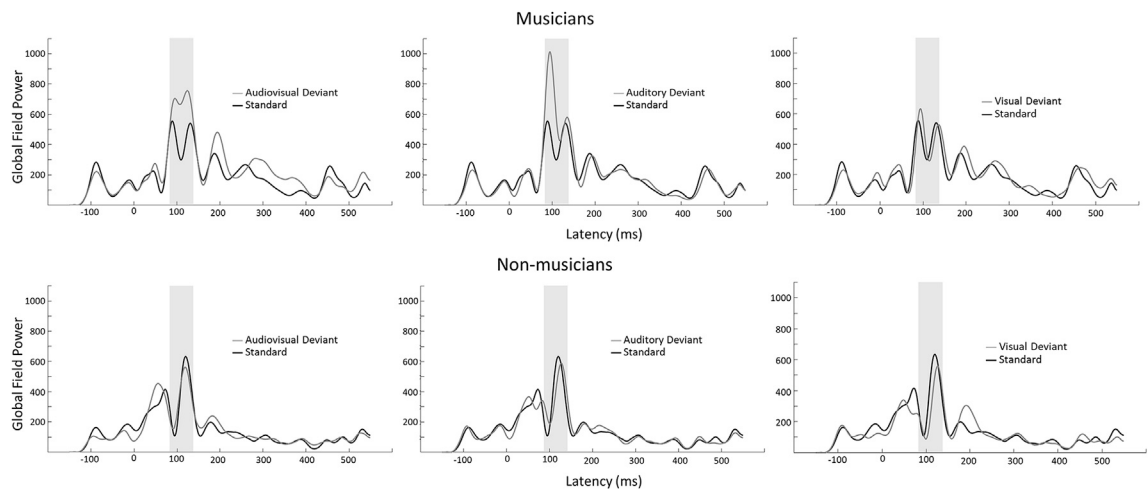 Musicians
Global Field Power
1000
800
600
400
200
Audiovisual Deviant
Standard
-100 0 100 200 300 400 500
1000
800
600
400
200
Auditory Deviant
Standard
-100 0 100 200 300 400 500
1000
800
600
400
200
Visual Deviant
Standard
-100 0 100 200 300 400 500
Latency (ms)
Non-musicians
Global Field Power
1000
800
600
400
200
Audiovisual Deviant
Standard
-100 0 100 200 300 400 500
1000
800
600
400
200
Auditory Deviant
Standard
-100 0 100 200 300 400 500
1000
800
600
400
200
Visual Deviant
Standard
-100 0 100 200 300 400 500
Latency (ms)